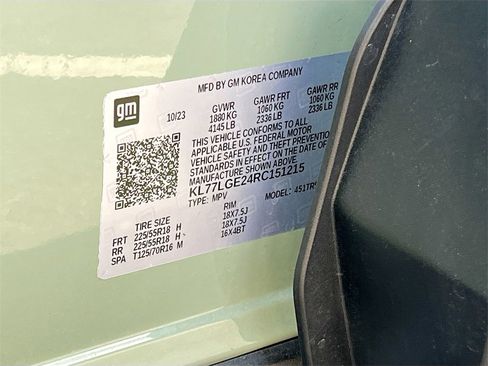 MFD BY GM KOREA COMPANY
gm
10/23
GVWR GAWR FRT GAWR RR
1880 KG 1060 KG 1060 KG
4145 LB 2336 LB 2336 LB
THIS VEHICLE CONFORMS TO ALL
APPLICABLE U.S. FEDERAL MOTOR
VEHICLE SAFETY AND THEFT PREVENTION
STANDARDS IN EFFECT ON THE DATE OF
MANUFACTURE SHOWN ABOVE.
KL77LGE24RC151215
TYPE: MPV MODEL:
TIRE SIZE RIM
FRT 225/55R18 H 18X7.5J
RR 225/55R18 H 18X7.5J
SPA T125/70R16 M 16X4BT